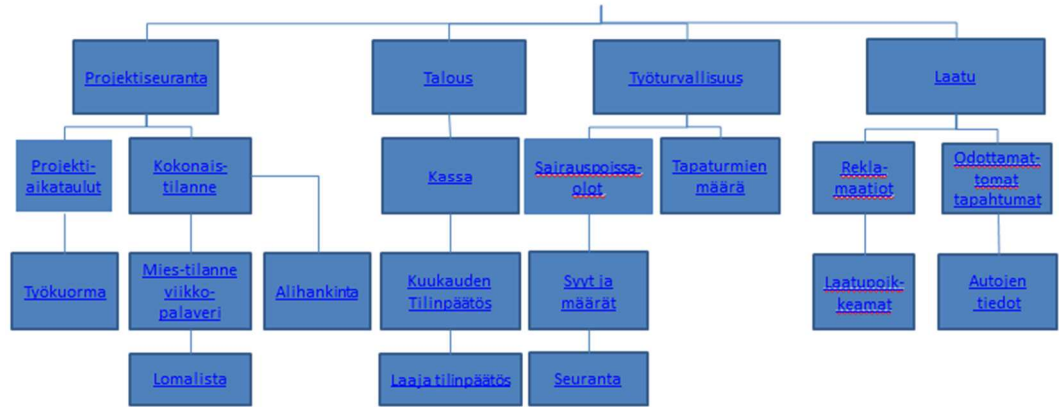 Projektiseuranta
Talous
Työturvallisuus
Laatu
Projekti-
aikataulut
Kokonais-
tilanne
Kassa
Sairauspoissa-
olot
Tapaturmien
määrä
Rekla-
maatiot
Odottamat-
tomat
tapahtumat
Työkuorma
Mies-tilanne
viikko-
palaveri
Alihankinta
Kuukauden
Tilinpäätös
Syyt ja
määrät
Laatupoik-
keamat
Autojen
tiedot
Lomalista
Laaja tilinpäätös
Seuranta